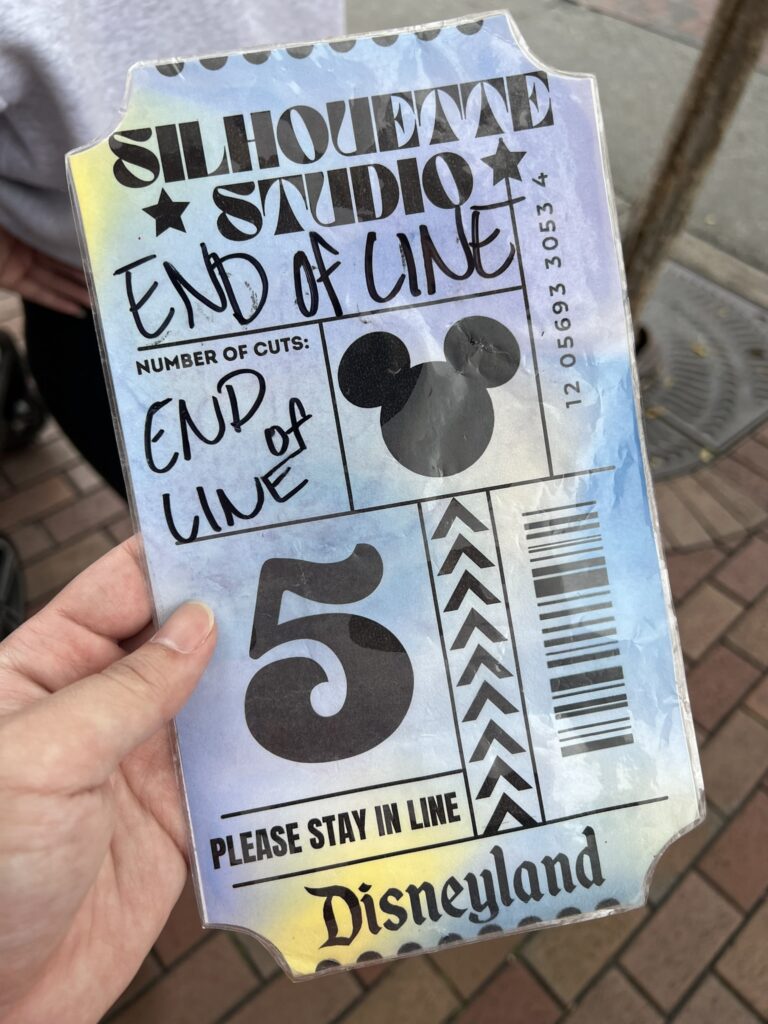 SILHOUETTE
STUDIO
END OF LINE
12 05693 3053 4
NUMBER OF CUTS:
END
OF
LINE
5
PLEASE STAY IN LINE
Disneyland